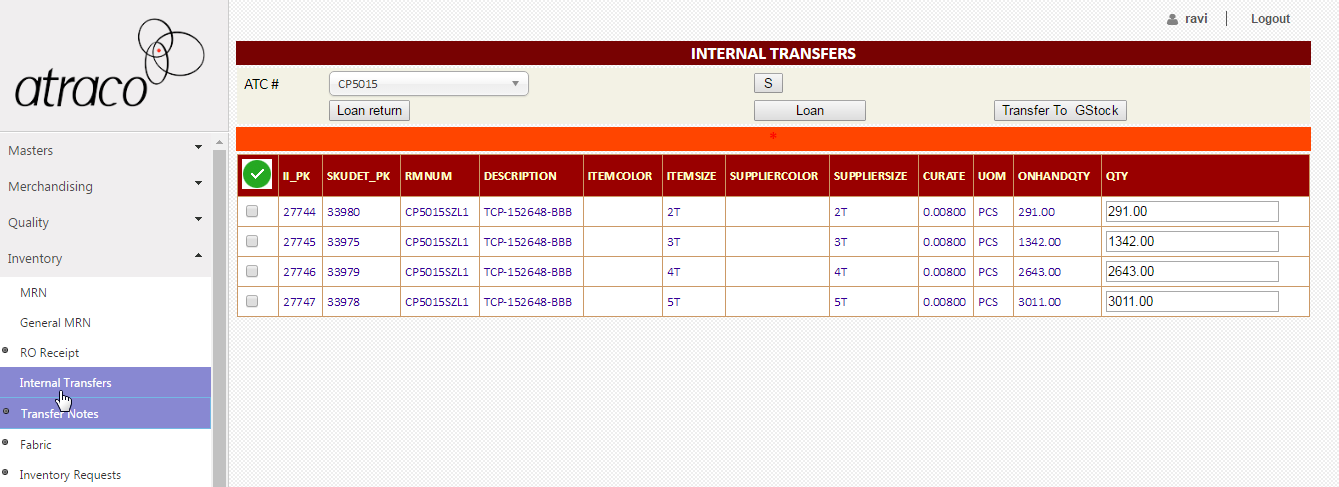 ravi | Logout
atraco
INTERNAL TRANSFERS
ATC # CP5015 S
Loan return Loan Transfer To GStock
*
Masters
Merchandising
Quality
Inventory
MRN
General MRN
RO Receipt
Internal Transfers
Transfer Notes
Fabric
Inventory Requests
II_PK SKUDET_PK RMNUM DESCRIPTION ITEMCOLOR ITEMSIZE SUPPLIERCOLOR SUPPLIERSIZE CURATE UOM ONHANDQTY QTY
27744 33980 CP5015SZL1 TCP-152648-BBB 2T 2T 0.00800 PCS 291.00 291.00
27745 33975 CP5015SZL1 TCP-152648-BBB 3T 3T 0.00800 PCS 1342.00 1342.00
27746 33979 CP5015SZL1 TCP-152648-BBB 4T 4T 0.00800 PCS 2643.00 2643.00
27747 33978 CP5015SZL1 TCP-152648-BBB 5T 5T 0.00800 PCS 3011.00 3011.00